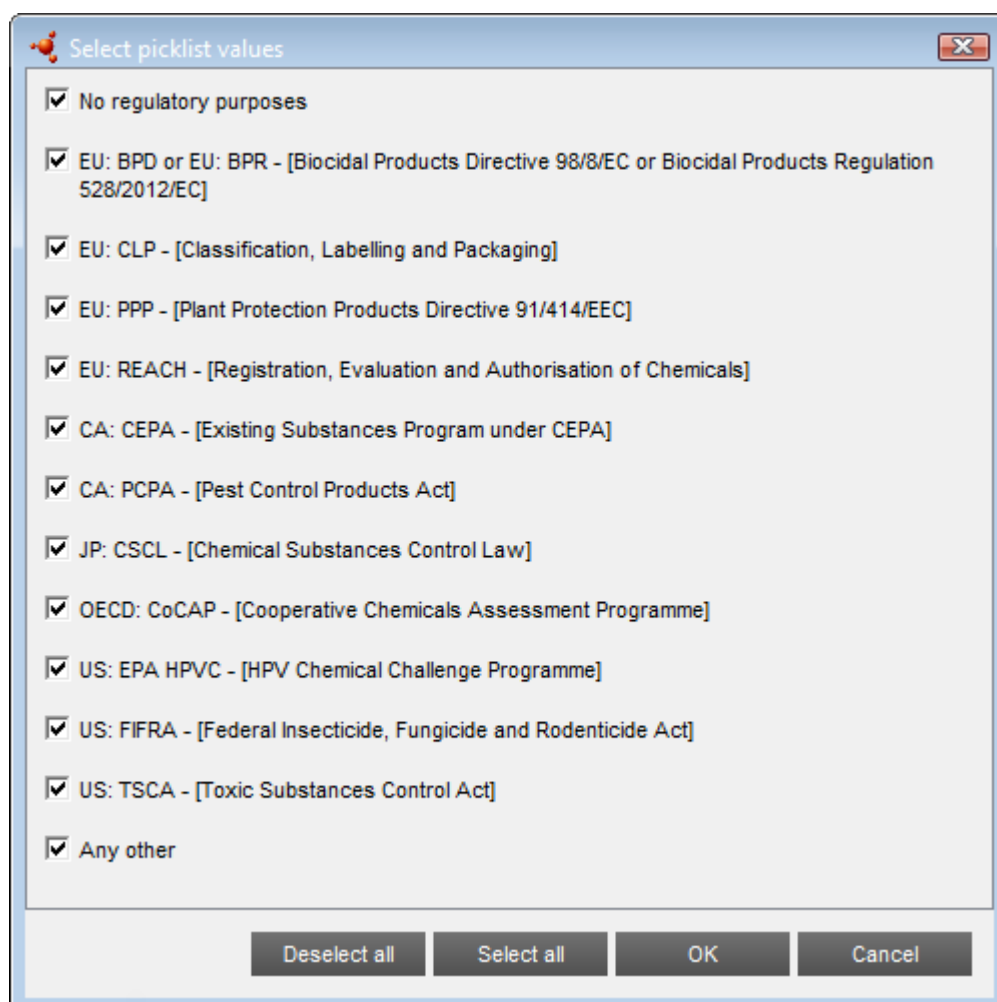 Select picklist values
No regulatory purposes
EU: BPD or EU: BPR - [Biocidal Products Directive 98/8/EC or Biocidal Products Regulation
528/2012/EC]
EU: CLP - [Classification, Labelling and Packaging]
EU: PPP - [Plant Protection Products Directive 91/414/EEC]
EU: REACH - [Registration, Evaluation and Authorisation of Chemicals]
CA: CEPA - [Existing Substances Program under CEPA]
CA: PCPA - [Pest Control Products Act]
JP: CSCL - [Chemical Substances Control Law]
OECD: CoCAP - [Cooperative Chemicals Assessment Programme]
US: EPA HPVC - [HPV Chemical Challenge Programme]
US: FIFRA - [Federal Insecticide, Fungicide and Rodenticide Act]
US: TSCA - [Toxic Substances Control Act]
Any other
Deselect all Select all OK Cancel